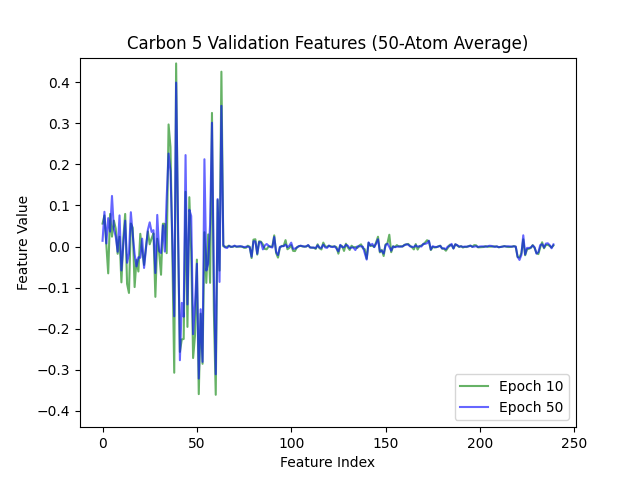 Carbon 5 Validation Features (50-Atom Average)
Feature Value
0.4
0.3
0.2
0.1
0.0
−0.1
−0.2
−0.3
−0.4
Epoch 10
Epoch 50
0 50 100 150 200 250
Feature Index